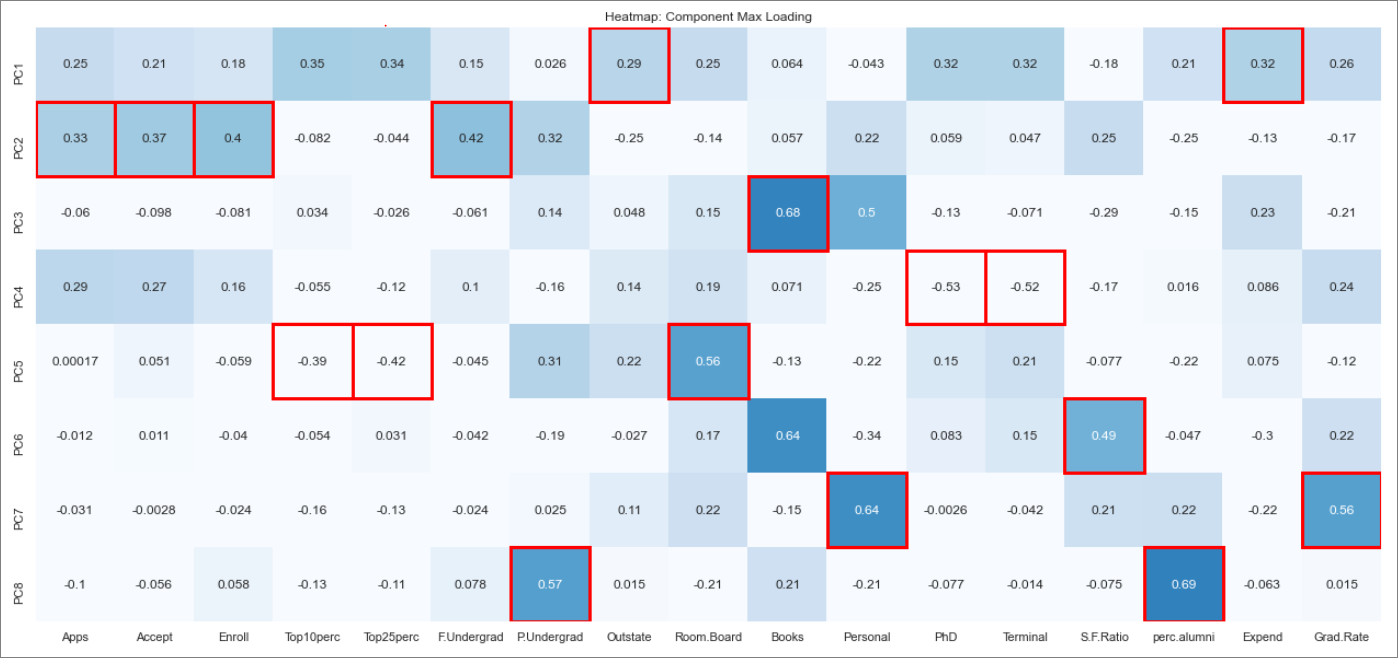 Heatmap: Component Max Loading
PC1 0.25 0.21 0.18 0.35 0.34 0.15 0.026 0.29 0.25 0.064 -0.043 0.32 0.32 -0.18 0.21 0.32 0.26
PC2 0.33 0.37 0.4 -0.082 -0.044 0.42 0.32 -0.25 -0.14 0.057 0.22 0.059 0.047 0.25 -0.25 -0.13 -0.17
PC3 -0.06 -0.098 -0.081 0.034 -0.026 -0.061 0.14 0.048 0.15 0.68 0.5 -0.13 -0.071 -0.29 -0.15 0.23 -0.21
PC4 0.29 0.27 0.16 -0.055 -0.12 0.1 -0.16 0.14 0.19 0.071 -0.25 -0.53 -0.52 -0.17 0.016 0.086 0.24
PC5 0.00017 0.051 -0.059 -0.39 -0.42 -0.045 0.31 0.22 0.56 -0.13 -0.22 0.15 0.21 -0.077 -0.22 0.075 -0.12
PC6 -0.012 0.011 -0.04 -0.054 0.031 -0.042 -0.19 -0.027 0.17 0.64 -0.34 0.083 0.15 0.49 -0.047 -0.3 0.22
PC7 -0.031 -0.0028 -0.024 -0.16 -0.13 -0.024 0.025 0.11 0.22 -0.15 0.64 -0.0026 -0.042 0.21 0.22 -0.22 0.56
PC8 -0.1 -0.056 0.058 -0.13 -0.11 0.078 0.57 0.015 -0.21 0.21 -0.21 -0.077 -0.014 -0.075 0.69 -0.063 0.015
Apps Accept Enroll Top10perc Top25perc F.Undergrad P.Undergrad Outstate Room.Board Books Personal PhD Terminal S.F.Ratio perc.alumni Expend Grad.Rate